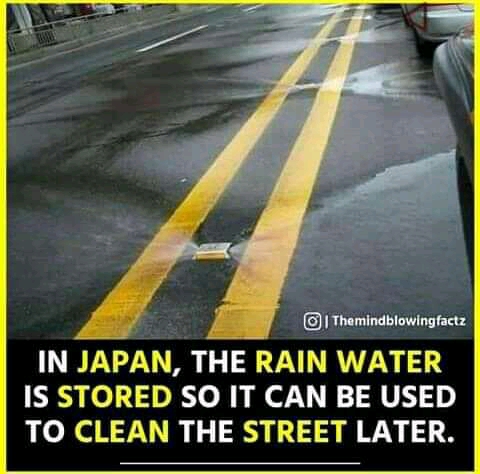 | Themindblowingfactz
IN JAPAN, THE RAIN WATER
IS STORED SO IT CAN BE USED
TO CLEAN THE STREET LATER.